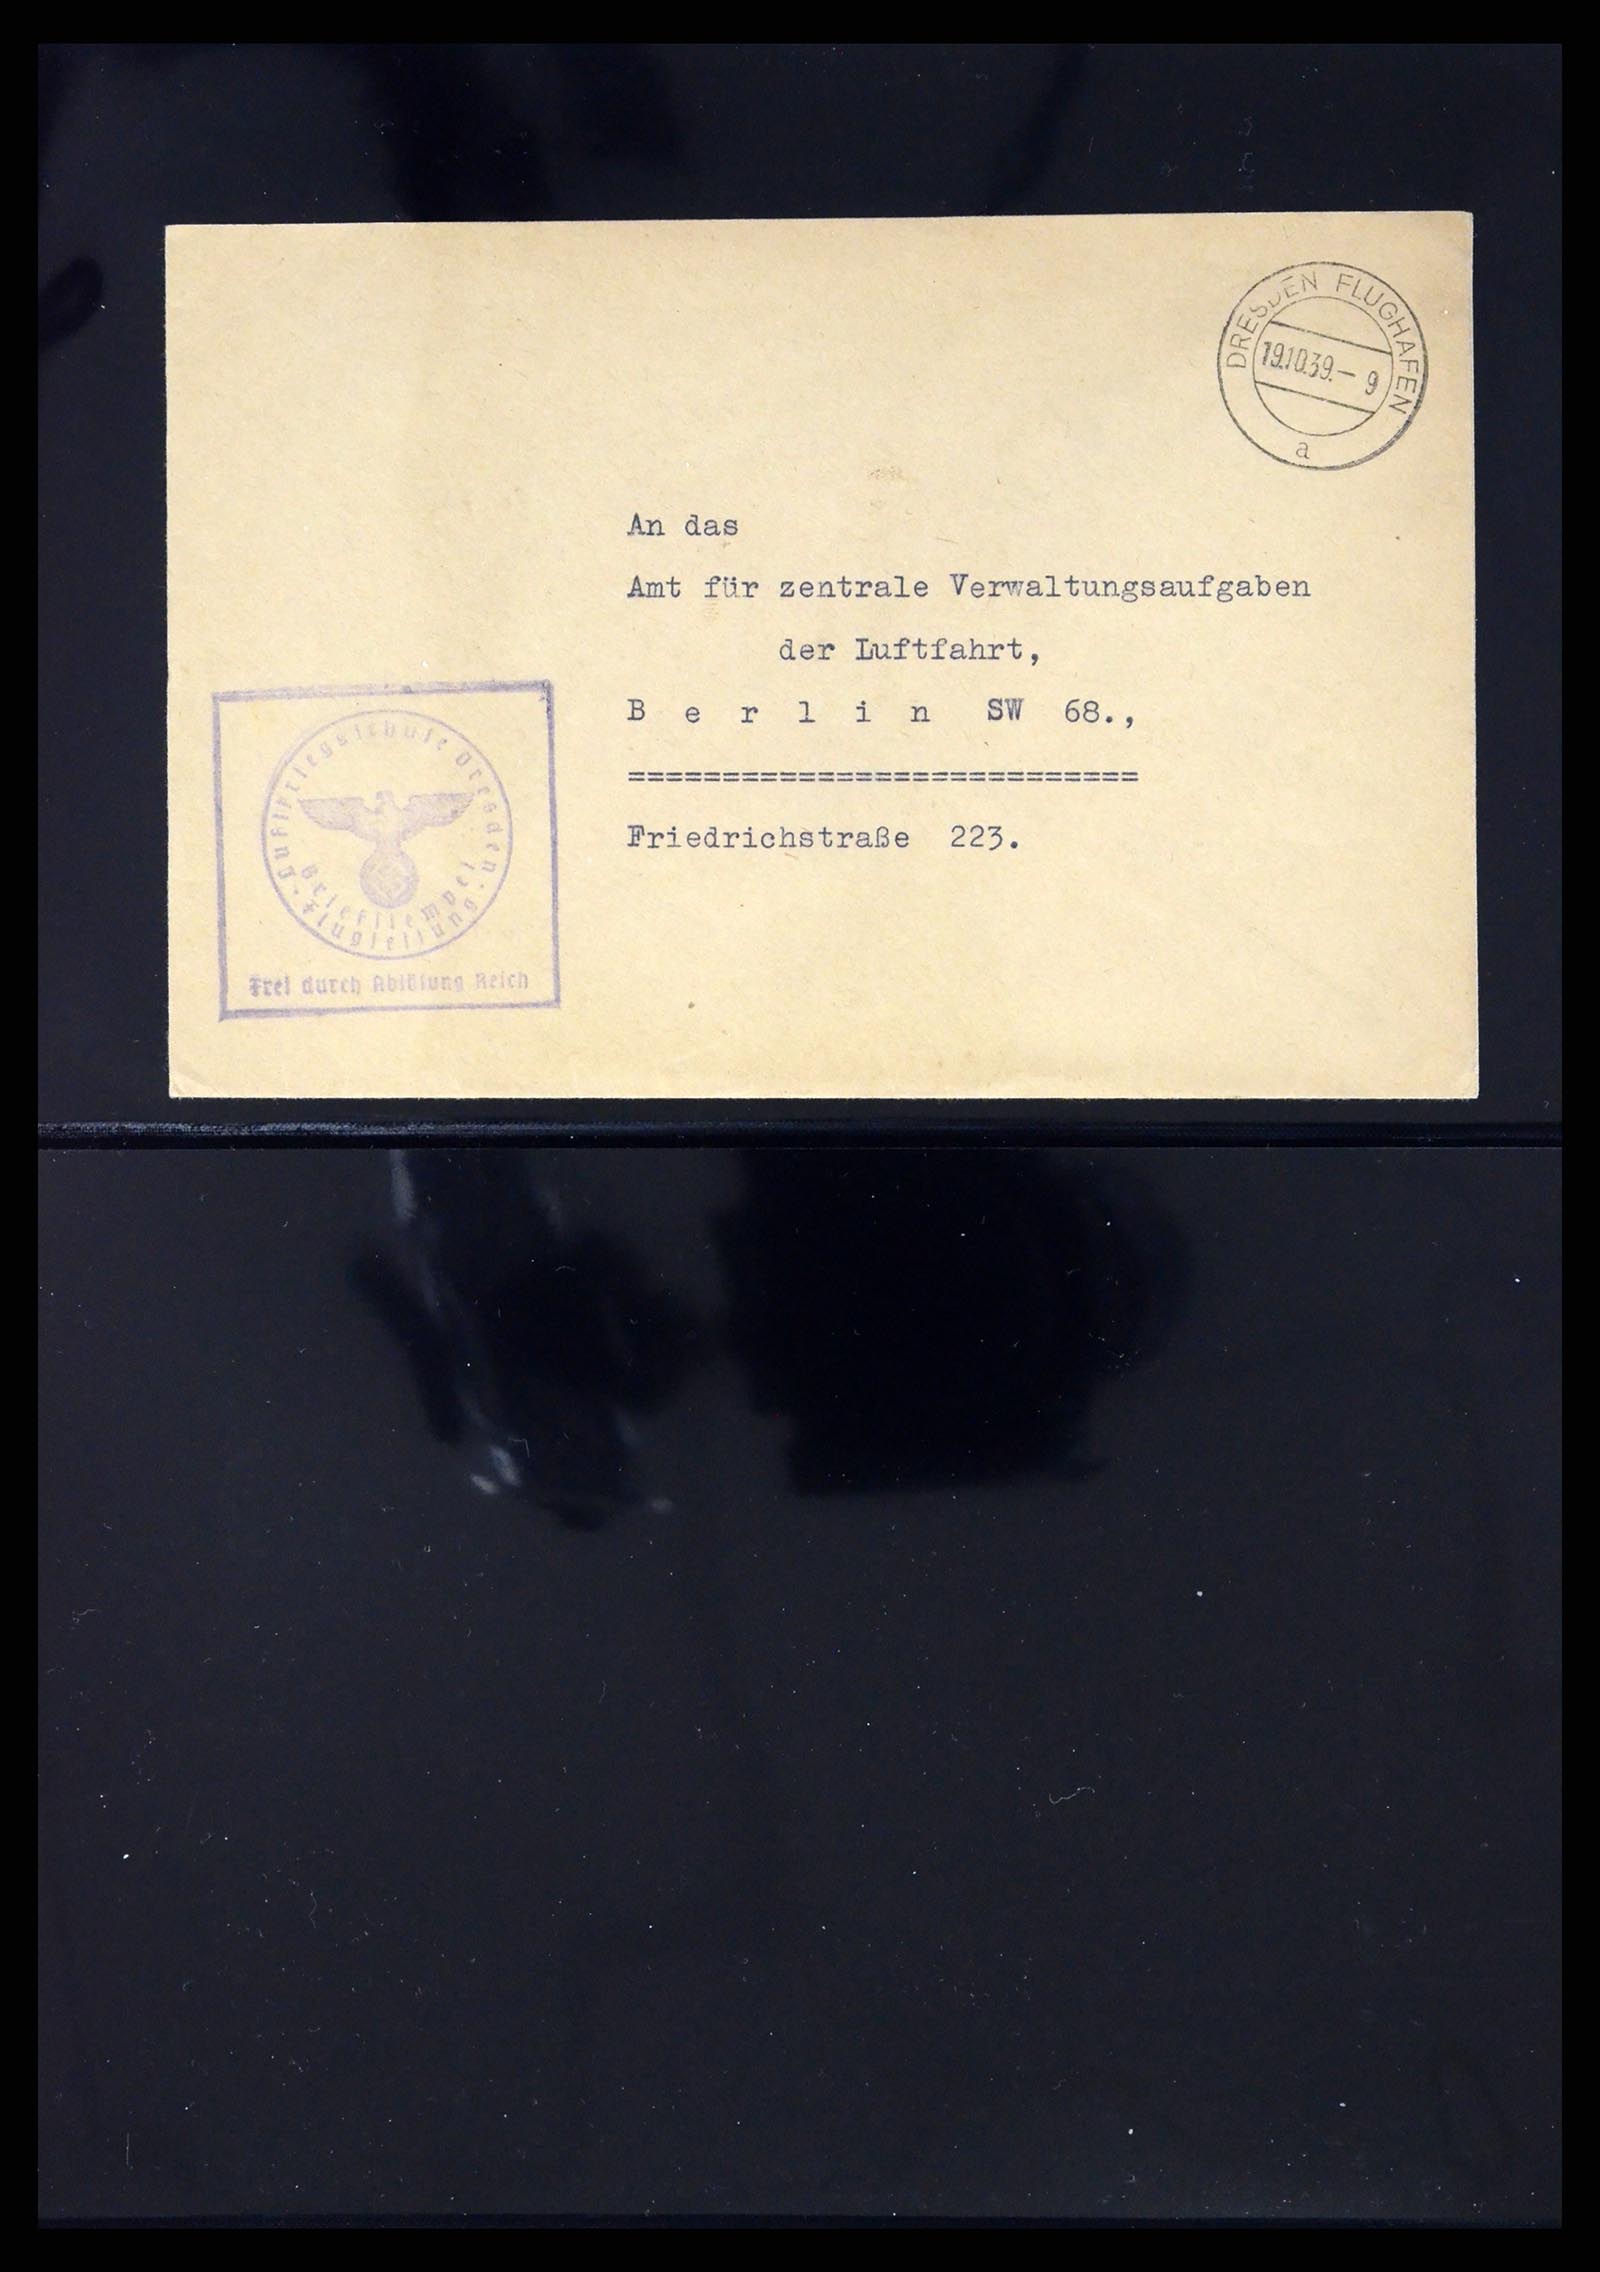 DRESDEN FLUGHAFEN
19.10.39.- 9
a
An das
Amt für zentrale Verwaltungsaufgaben
der Luftfahrt,
B e r l i n SW 68.,
===========================
Friedrichstraße 223.
Luftkriegsschule Dresden
Briefstempel
Flugleitung
Frei durch Ablösung Reich